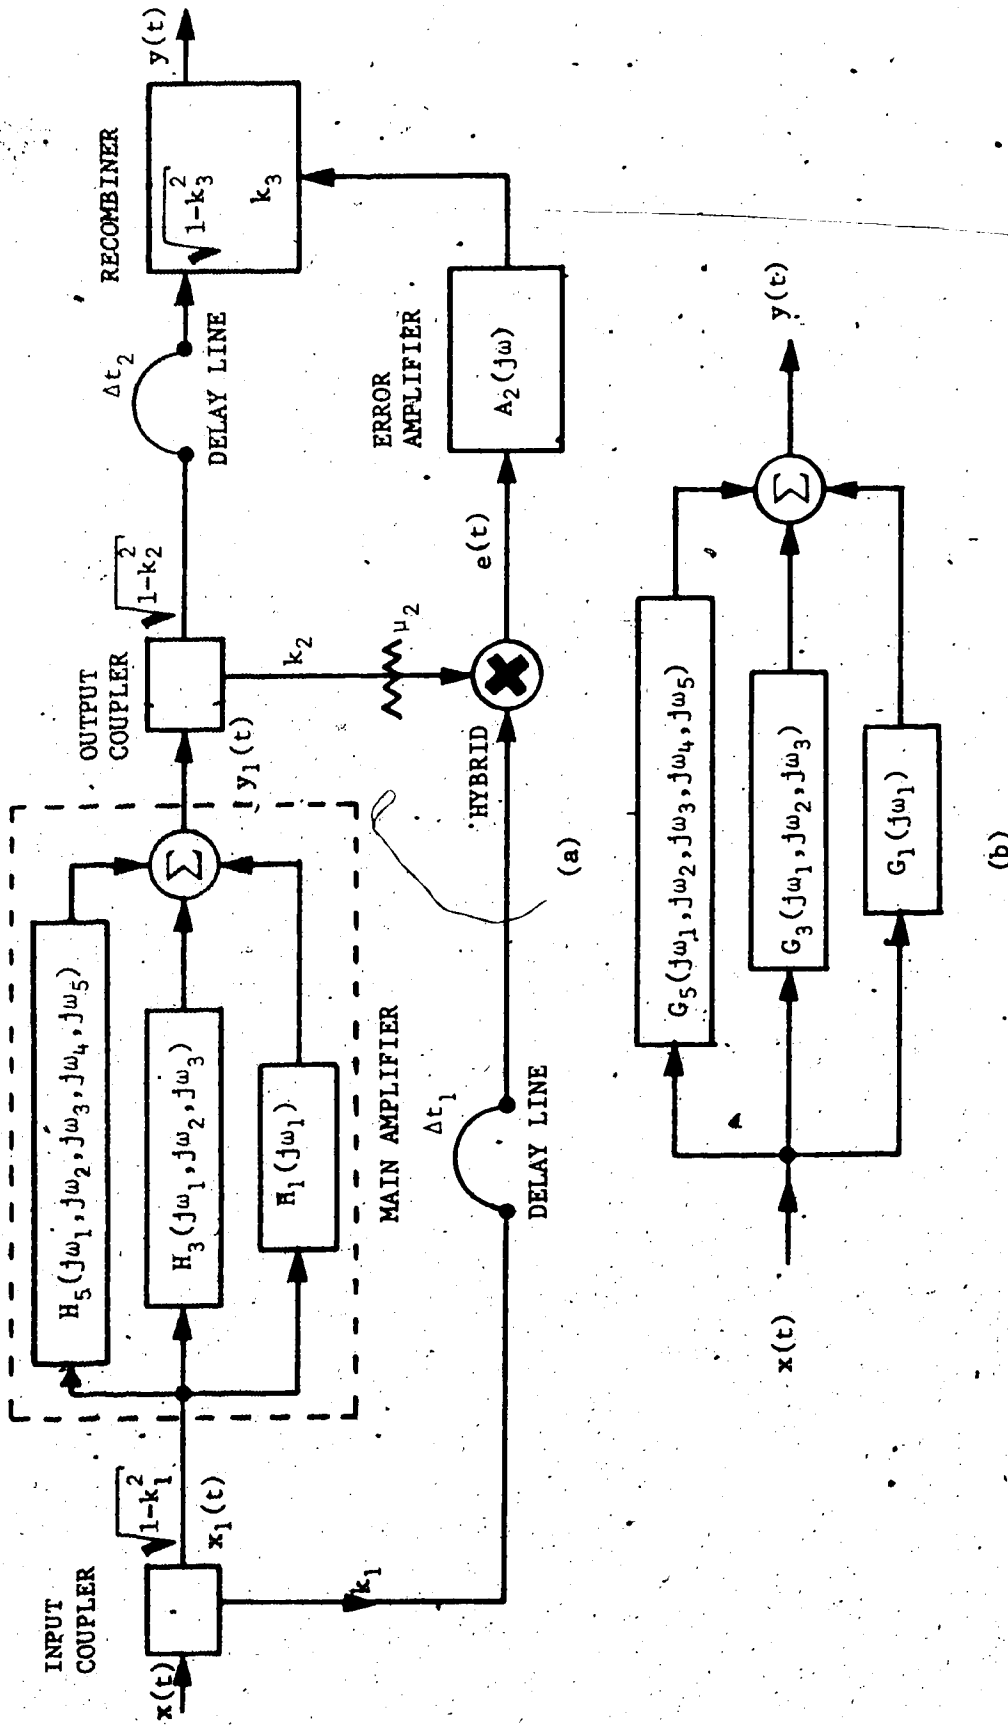 INPUT
COUPLER
x(t)
√1-k₁²
x₁(t)
k₁
H₅(jω₁,jω₂,jω₃,jω₄,jω₅)
H₃(jω₁,jω₂,jω₃)
H₁(jω₁)
Σ
MAIN AMPLIFIER
Δt₁
DELAY LINE
OUTPUT
COUPLER
y₁(t)
√1-k₂²
k₂
μ₂
HYBRID
e(t)
Δt₂
DELAY LINE
ERROR
AMPLIFIER
A₂(jω)
RECOMBINER
√1-k₃²
k₃
y(t)
(a)
x(t)
G₅(jω₁,jω₂,jω₃,jω₄,jω₅)
G₃(jω₁,jω₂,jω₃)
G₁(jω₁)
Σ
y(t)
(b)